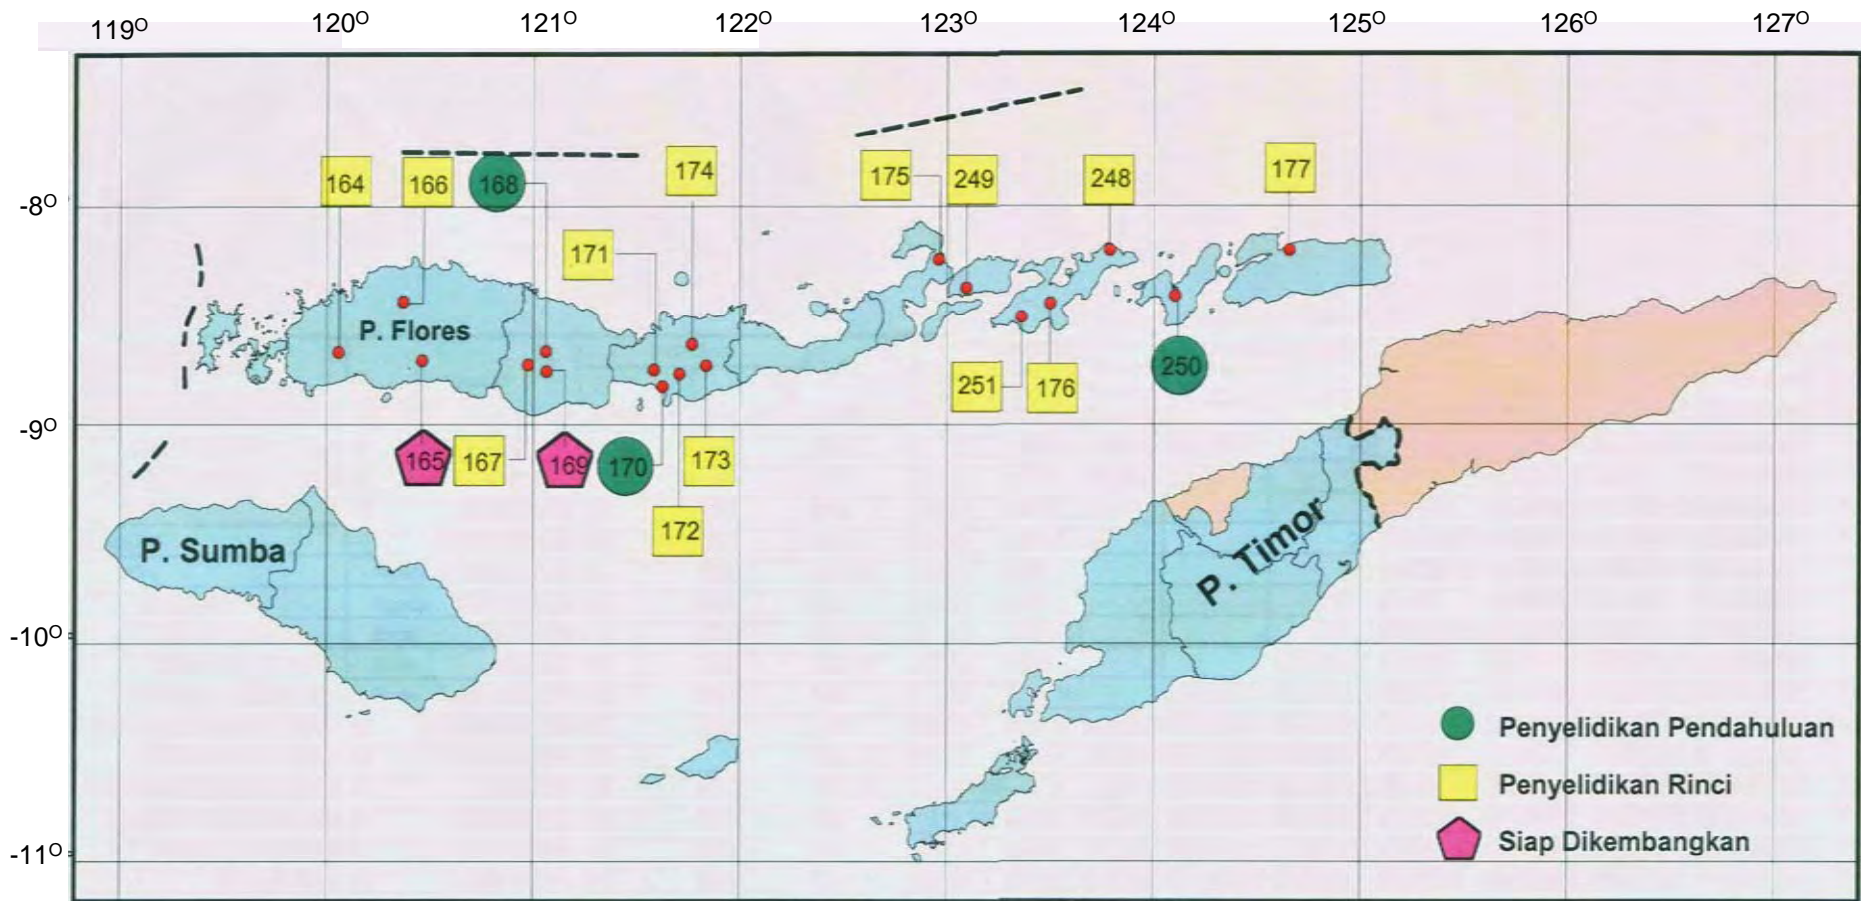 119O 120O 121O 122O 123O 124O 125O 126O 127O
174 177
164 166 168 175 249 248
-8O
171
P. Flores
250
251 176
-9O
165 167 169 170 173
172
P. Sumba
P. Timor
-10O
Penyelidikan Pendahuluan
Penyelidikan Rinci
Siap Dikembangkan
-11O